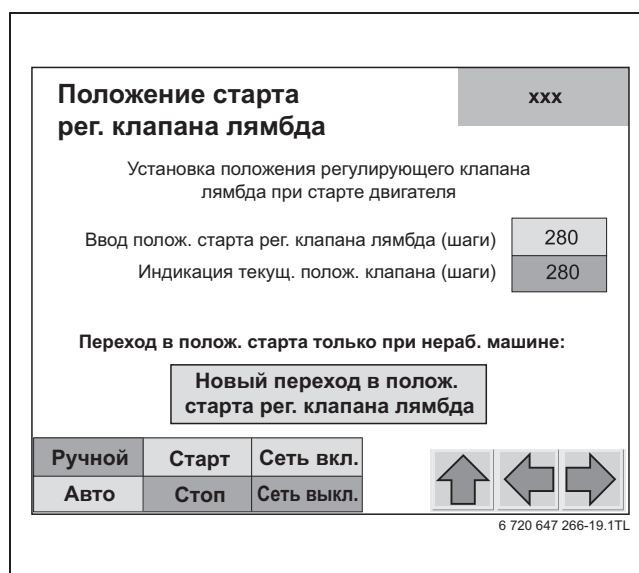 Положение старта
рег. клапана лямбда
xxx
Установка положения регулирующего клапана
лямбда при старте двигателя
Ввод полож. старта рег. клапана лямбда (шаги) 280
Индикация текущ. полож. клапана (шаги) 280
Переход в полож. старта только при нераб. машине:
Новый переход в полож.
старта рег. клапана лямбда
Ручной Старт Сеть вкл.
Авто Стоп Сеть выкл.
6 720 647 266-19.1TL